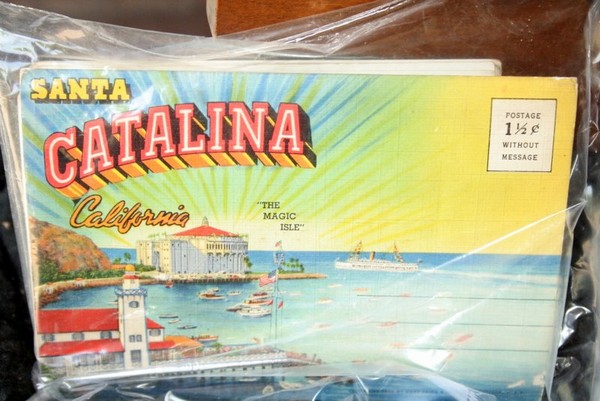 SANTA
CATALINA
California
"THE
MAGIC
ISLE"
POSTAGE
1½¢
WITHOUT
MESSAGE